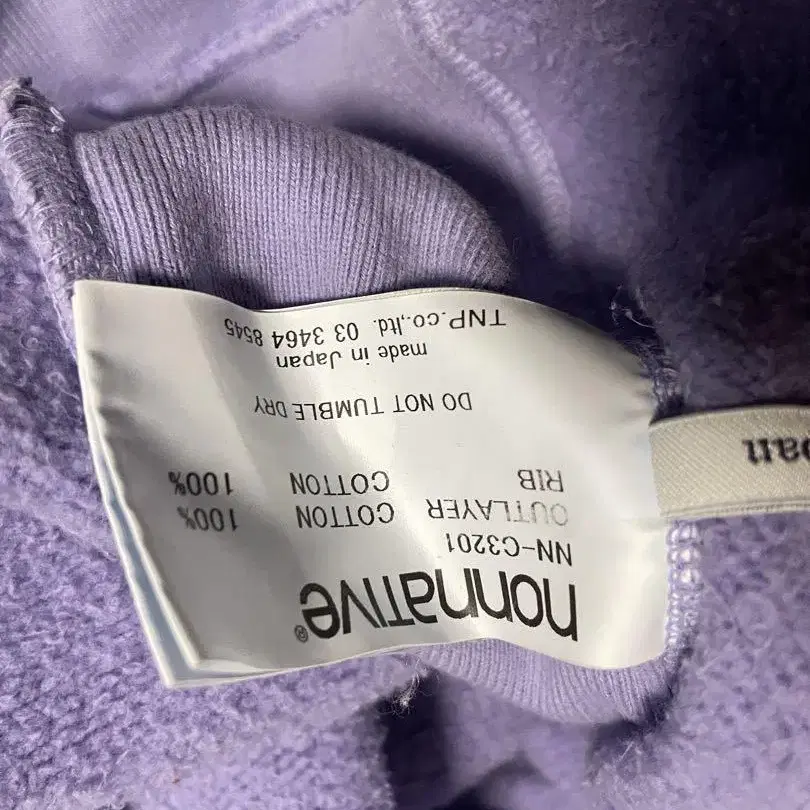 nonnaTIVe®
NN-C3201
OUTLAYER COTTON 100%
RIB COTTON 100%
DO NOT TUMBLE DRY
made in Japan
TNP.co.,ltd. 03 3464 8545